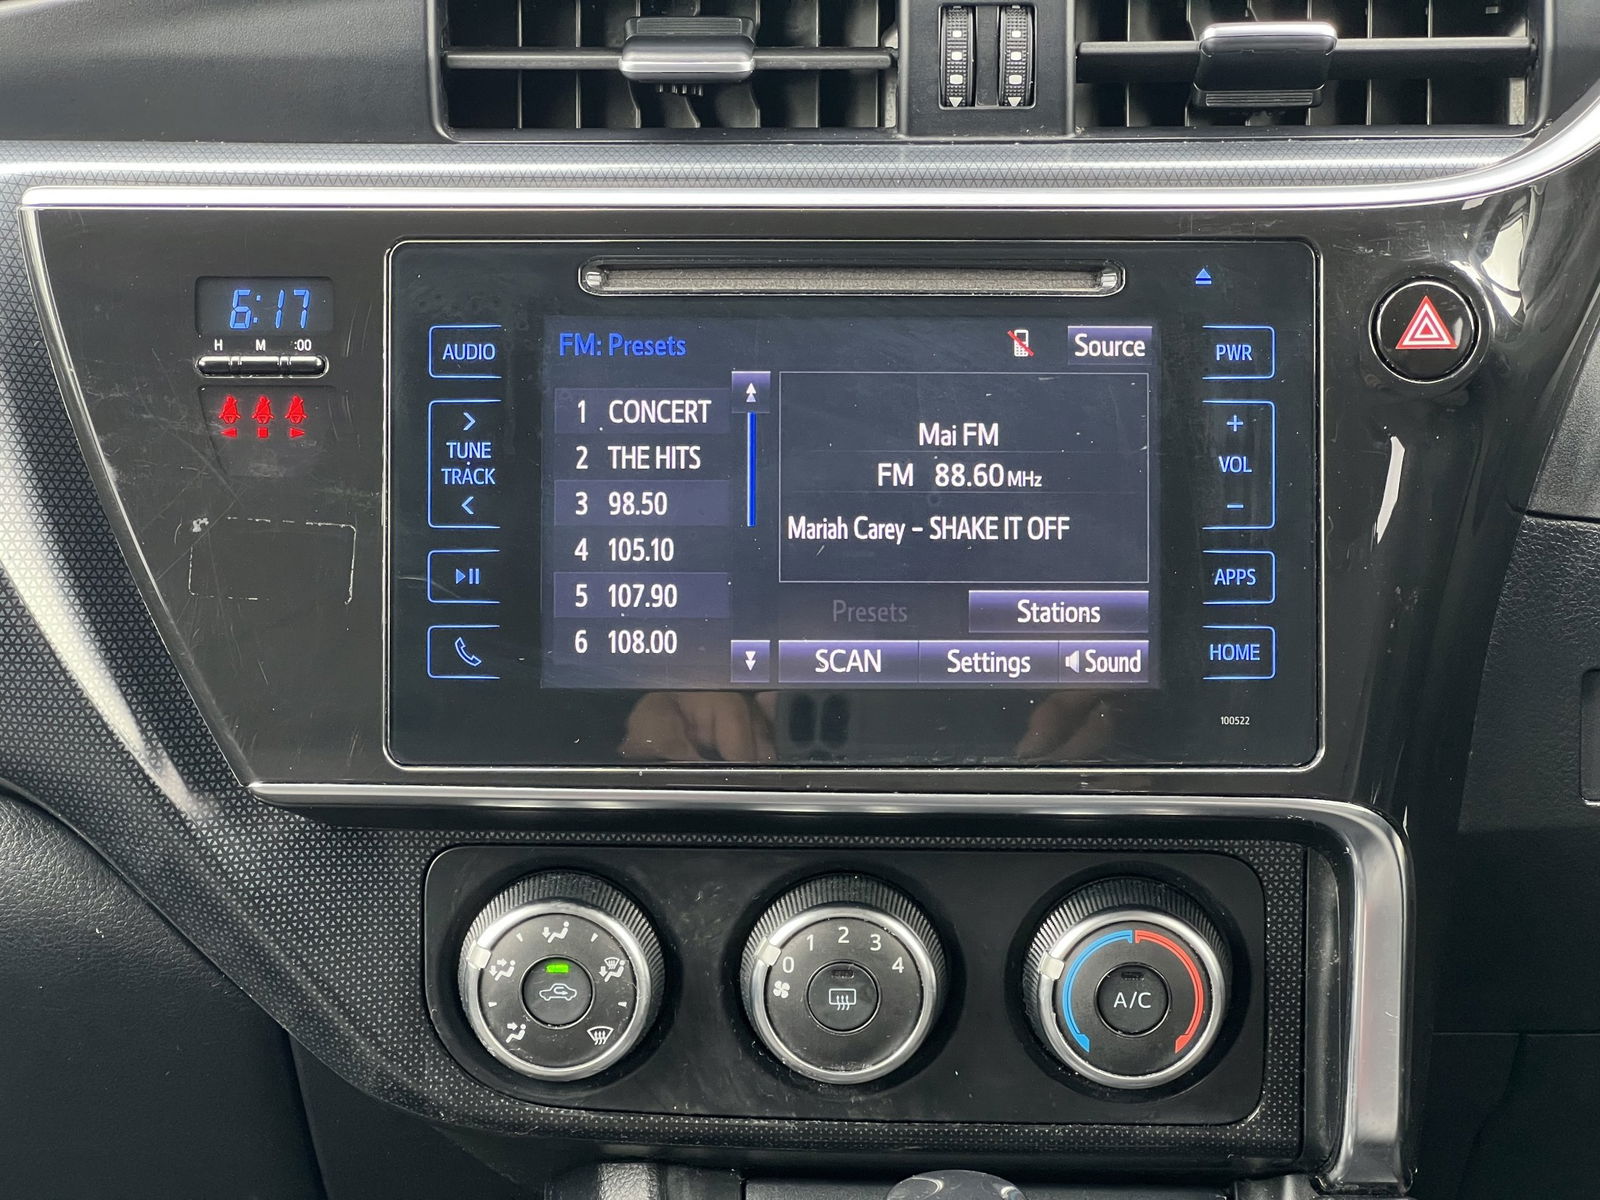 6:17
H M :00
AUDIO
TUNE
TRACK
FM: Presets
Source
1 CONCERT
2 THE HITS
3 98.50
4 105.10
5 107.90
6 108.00
Mai FM
FM 88.60 MHz
Mariah Carey - SHAKE IT OFF
Presets
Stations
SCAN
Settings
Sound
PWR
+
VOL
-
APPS
HOME
100522
0 1 2 3 4
A/C